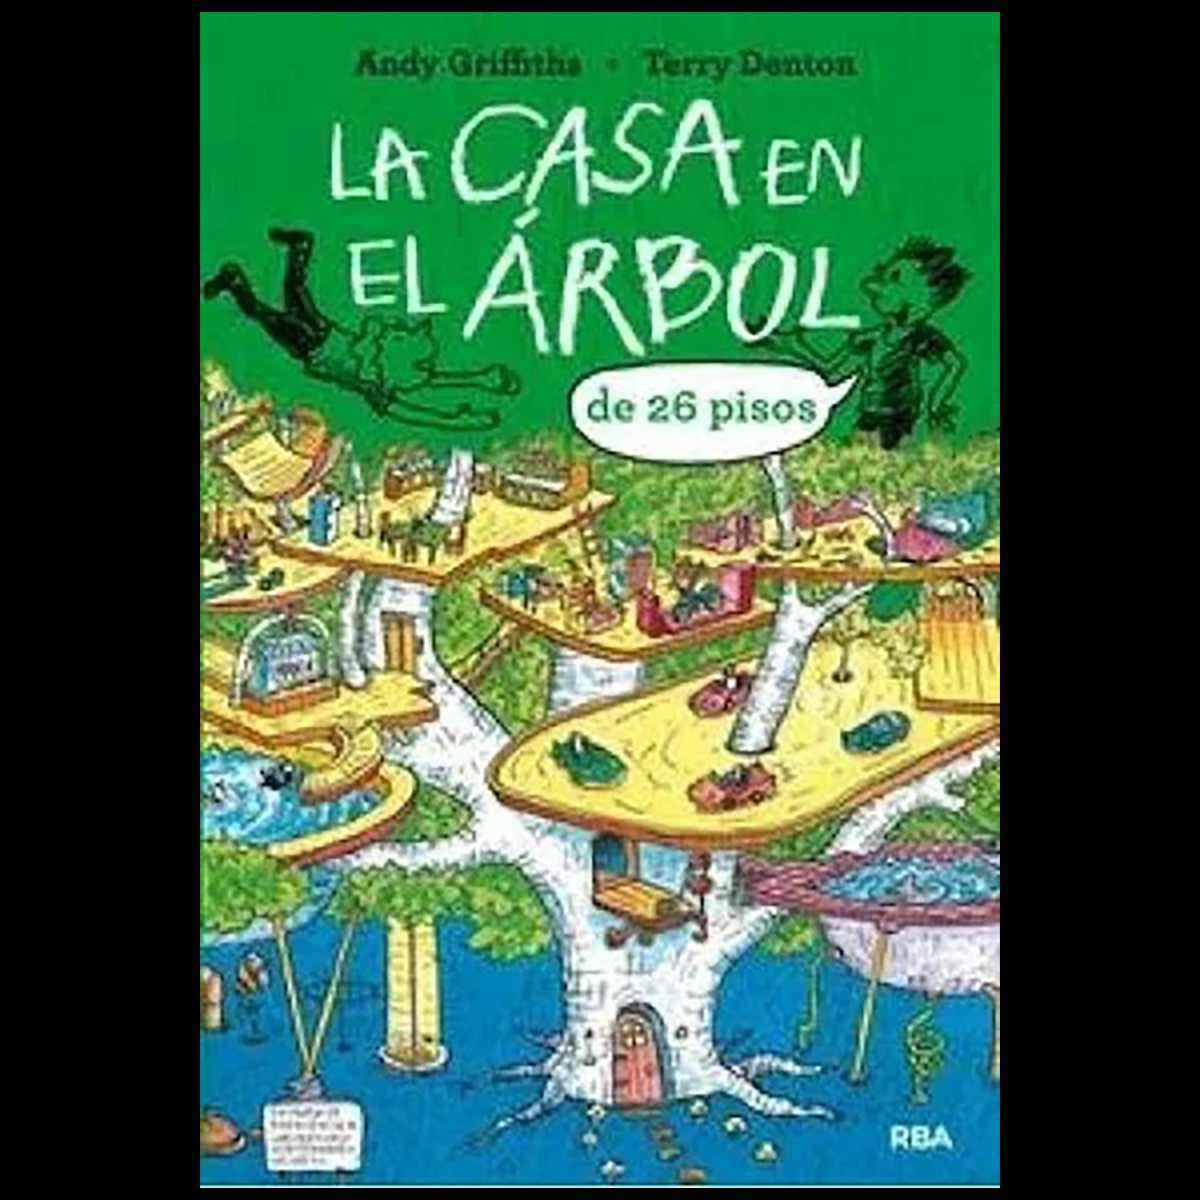 Andy Griffiths • Terry Denton
LA CASA EN
EL ÁRBOL
de 26 pisos
RBA